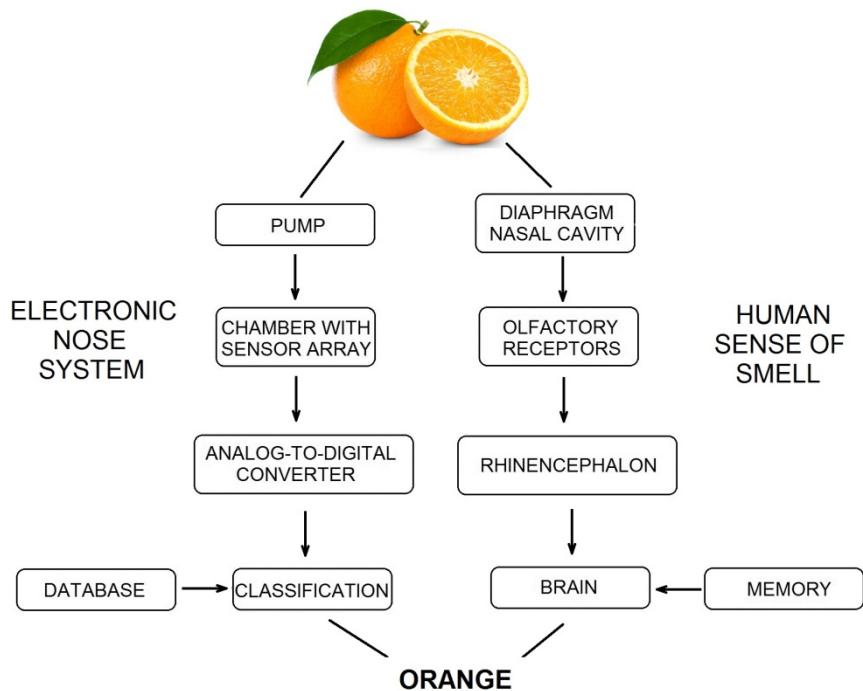 PUMP
DIAPHRAGM
NASAL CAVITY
ELECTRONIC
NOSE
SYSTEM
CHAMBER WITH
SENSOR ARRAY
OLFACTORY
RECEPTORS
HUMAN
SENSE OF
SMELL
ANALOG-TO-DIGITAL
CONVERTER
RHINENCEPHALON
DATABASE
CLASSIFICATION
BRAIN
MEMORY
ORANGE